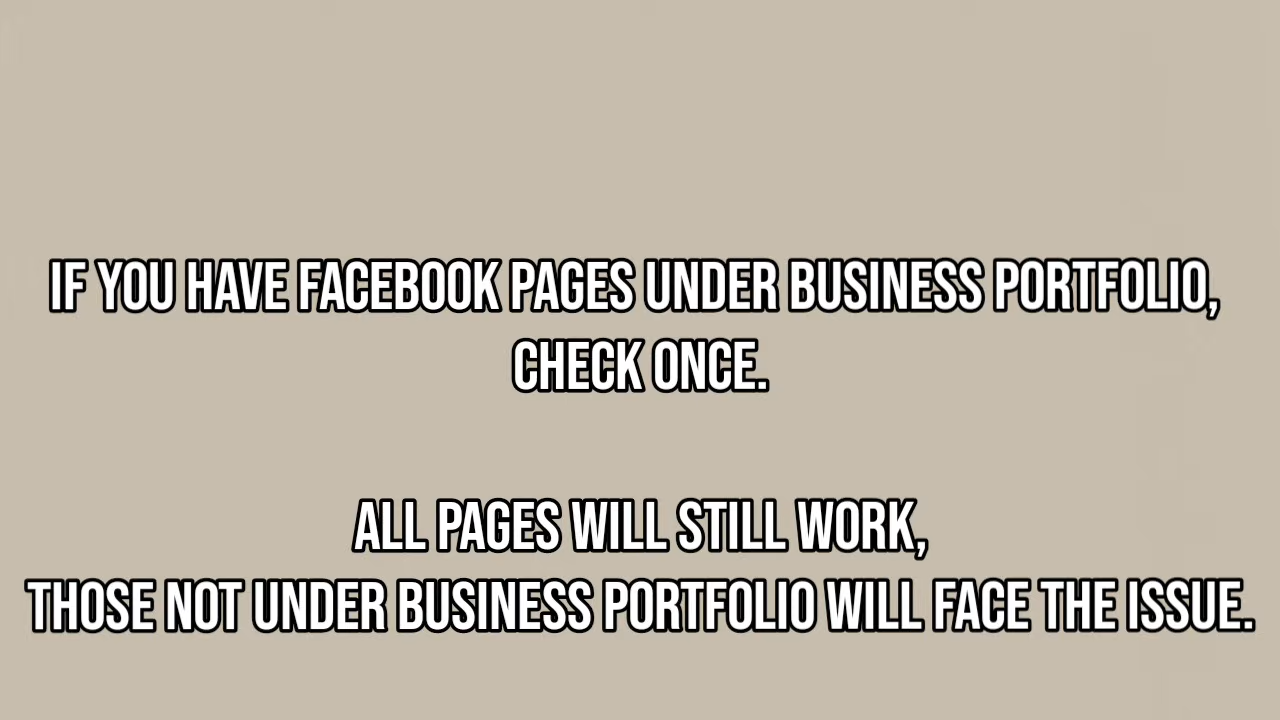 IF YOU HAVE FACEBOOK PAGES UNDER BUSINESS PORTFOLIO,
CHECK ONCE.
ALL PAGES WILL STILL WORK,
THOSE NOT UNDER BUSINESS PORTFOLIO WILL FACE THE ISSUE.